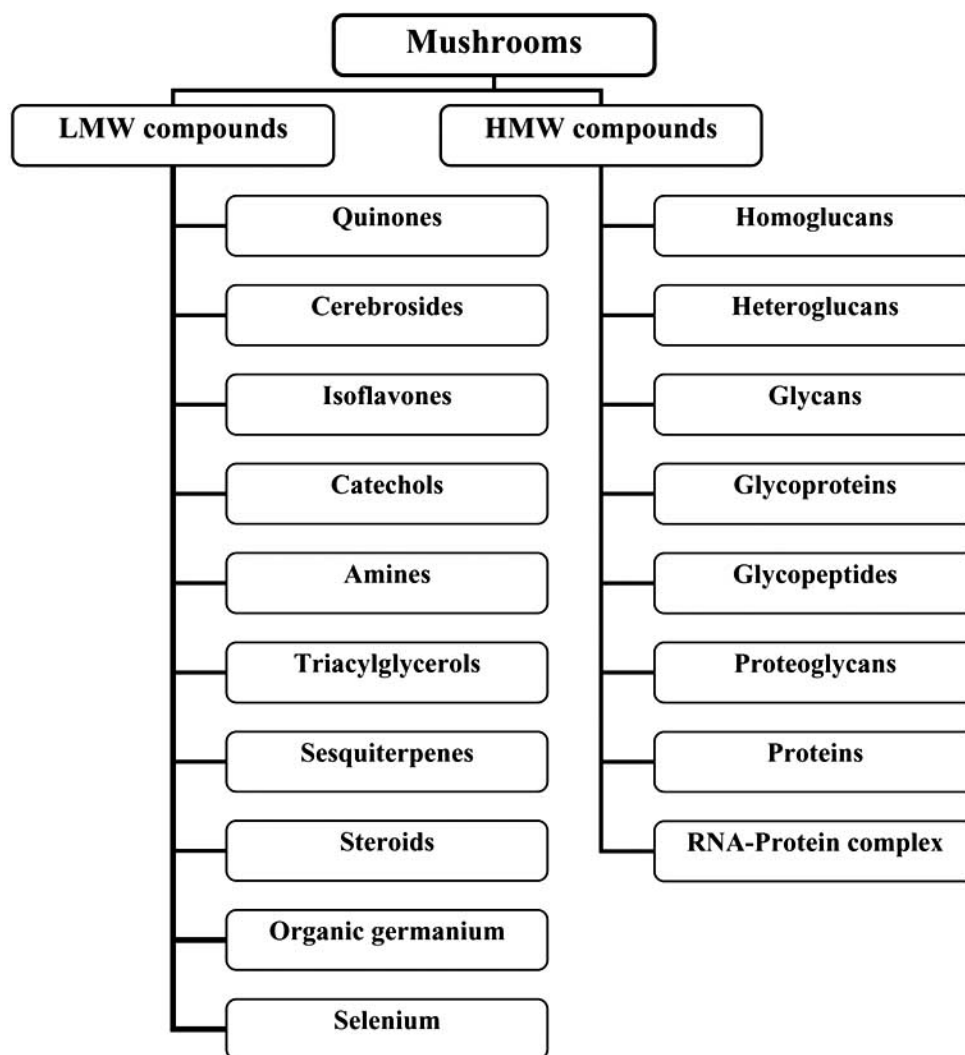 Mushrooms
LMW compounds
HMW compounds
Quinones
Cerebrosides
Isoflavones
Catechols
Amines
Triacylglycerols
Sesquiterpenes
Steroids
Organic germanium
Selenium
Homoglucans
Heteroglucans
Glycans
Glycoproteins
Glycopeptides
Proteoglycans
Proteins
RNA-Protein complex